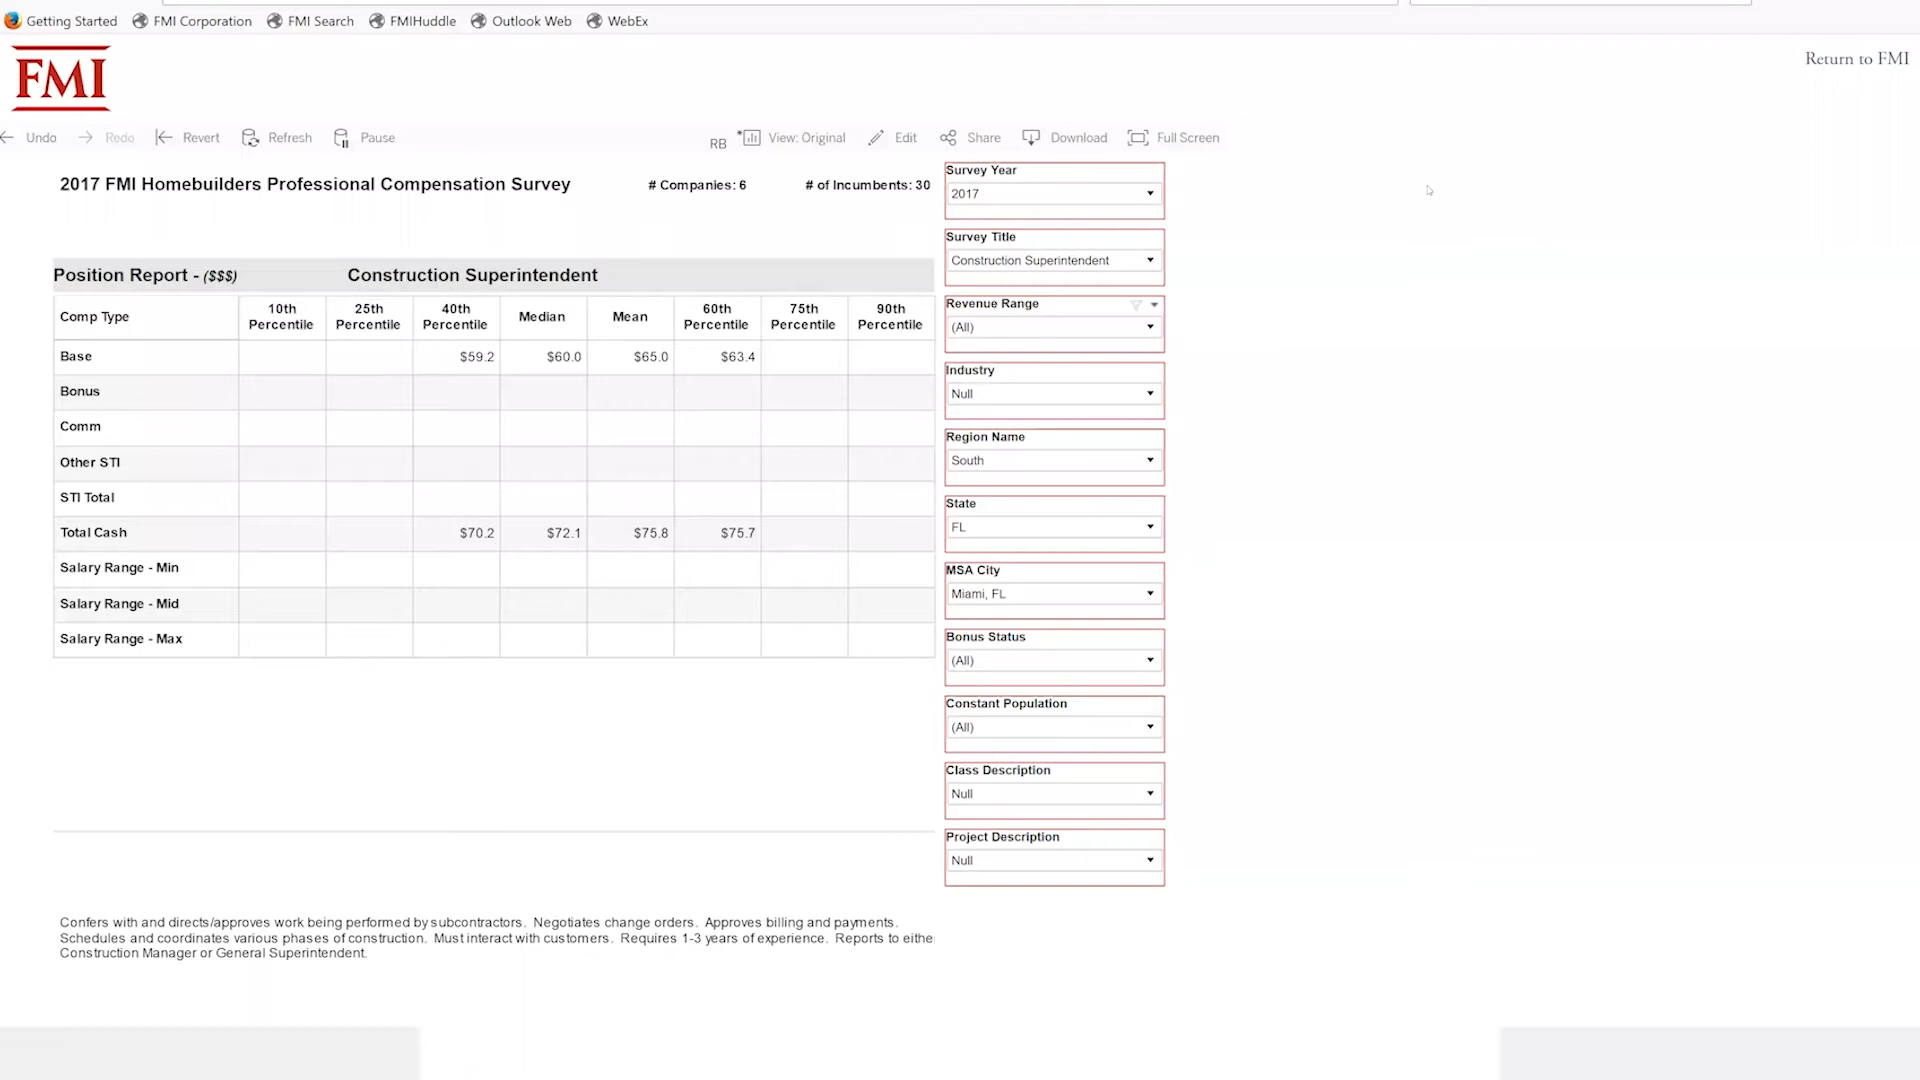 Getting Started FMI Corporation FMI Search FMIHuddle Outlook Web WebEx
FMI
Return to FMI
Undo Redo Revert Refresh Pause RB View: Original Edit Share Download Full Screen
2017 FMI Homebuilders Professional Compensation Survey # Companies: 6 # of Incumbents: 30
Position Report - ($$$) Construction Superintendent
Comp Type 10th Percentile 25th Percentile 40th Percentile Median Mean 60th Percentile 75th Percentile 90th Percentile
Base $59.2 $60.0 $65.0 $63.4
Bonus
Comm
Other STI
STI Total
Total Cash $70.2 $72.1 $75.8 $75.7
Salary Range - Min
Salary Range - Mid
Salary Range - Max
Survey Year
2017
Survey Title
Construction Superintendent
Revenue Range
(All)
Industry
Null
Region Name
South
State
FL
MSA City
Miami, FL
Bonus Status
(All)
Constant Population
(All)
Class Description
Null
Project Description
Null
Confers with and directs/approves work being performed by subcontractors. Negotiates change orders. Approves billing and payments.
Schedules and coordinates various phases of construction. Must interact with customers. Requires 1-3 years of experience. Reports to eithe
Construction Manager or General Superintendent.